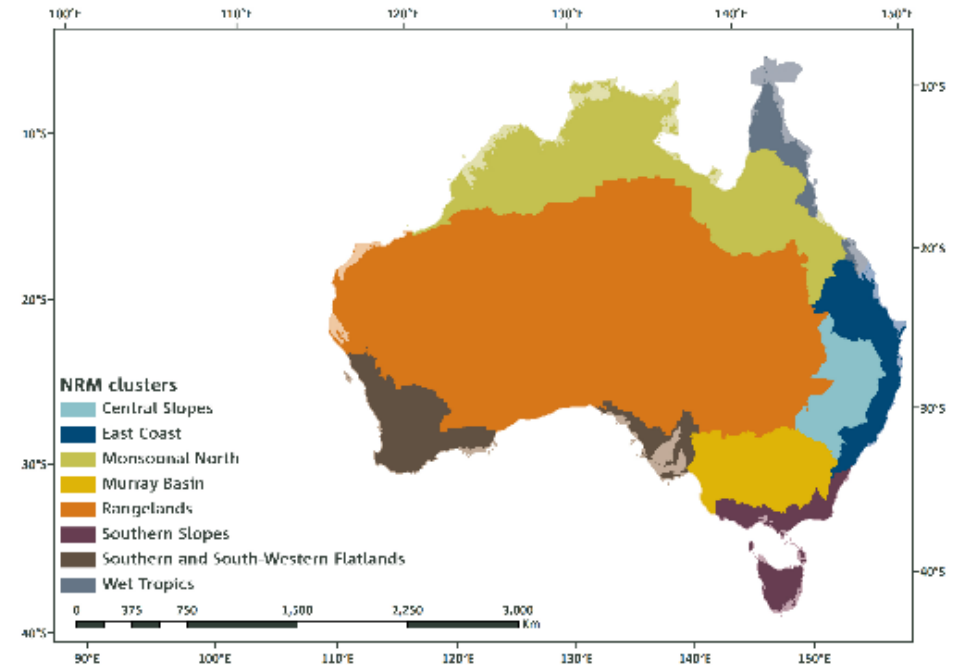 100°E 110°E 120°E 130°E 140°E 150°E
10°S
10°S
20°S
20°S
NRM clusters
Central Slopes
30°S
East Coast
Monsoonal North
30°S
Murray Basin
Rangelands
Southern Slopes
Southern and South-Western Flatlands
40°S
Wet Tropics
0 375 750 1,500 2,250 3,000
Km
40°S
90°E 100°E 110°E 120°E 130°E 140°E 150°E